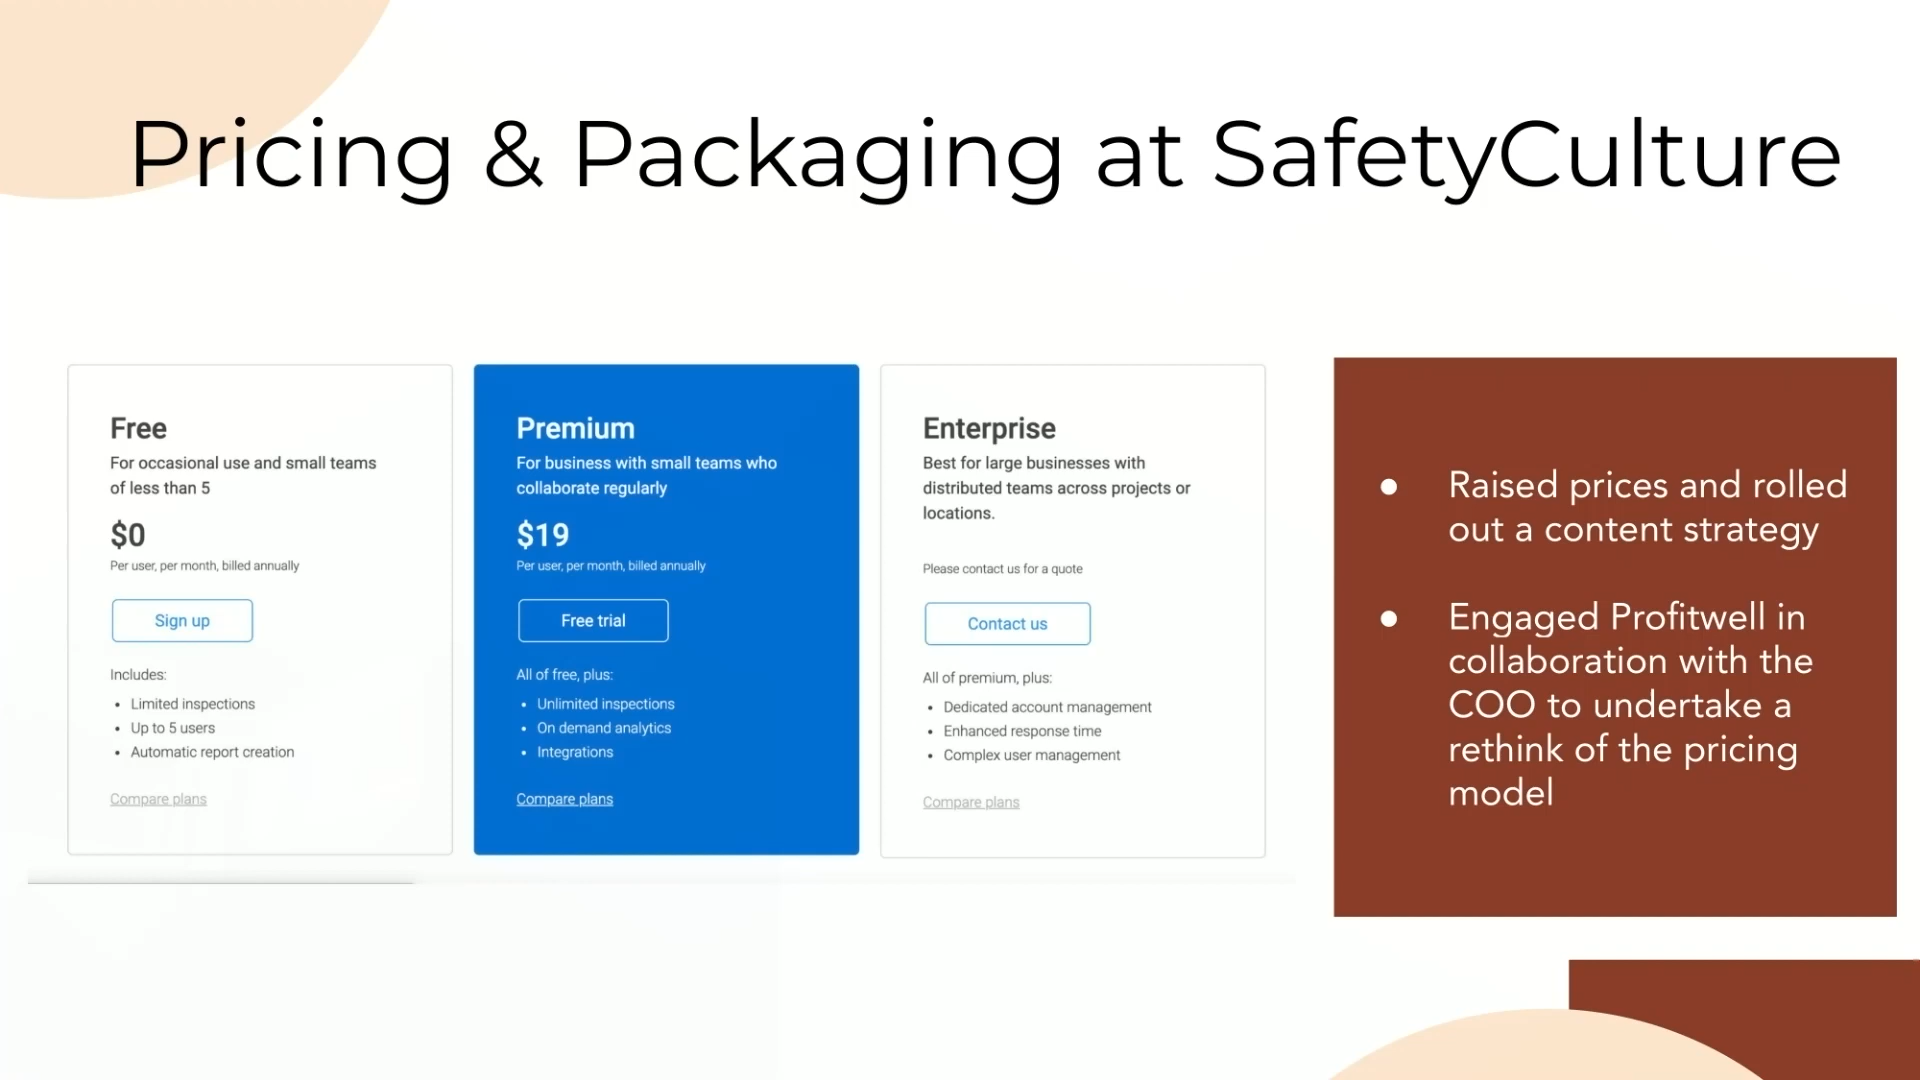 Pricing & Packaging at SafetyCulture
Free
For occasional use and small teams
of less than 5
$0
Per user, per month, billed annually
Sign up
Includes:
• Limited inspections
• Up to 5 users
• Automatic report creation
Compare plans
Premium
For business with small teams who
collaborate regularly
$19
Per user, per month, billed annually
Free trial
All of free, plus:
• Unlimited inspections
• On demand analytics
• Integrations
Compare plans
Enterprise
Best for large businesses with
distributed teams across projects or
locations.
Please contact us for a quote
Contact us
All of premium, plus:
• Dedicated account management
• Enhanced response time
• Complex user management
Compare plans
● Raised prices and rolled
out a content strategy
● Engaged Profitwell in
collaboration with the
COO to undertake a
rethink of the pricing
model